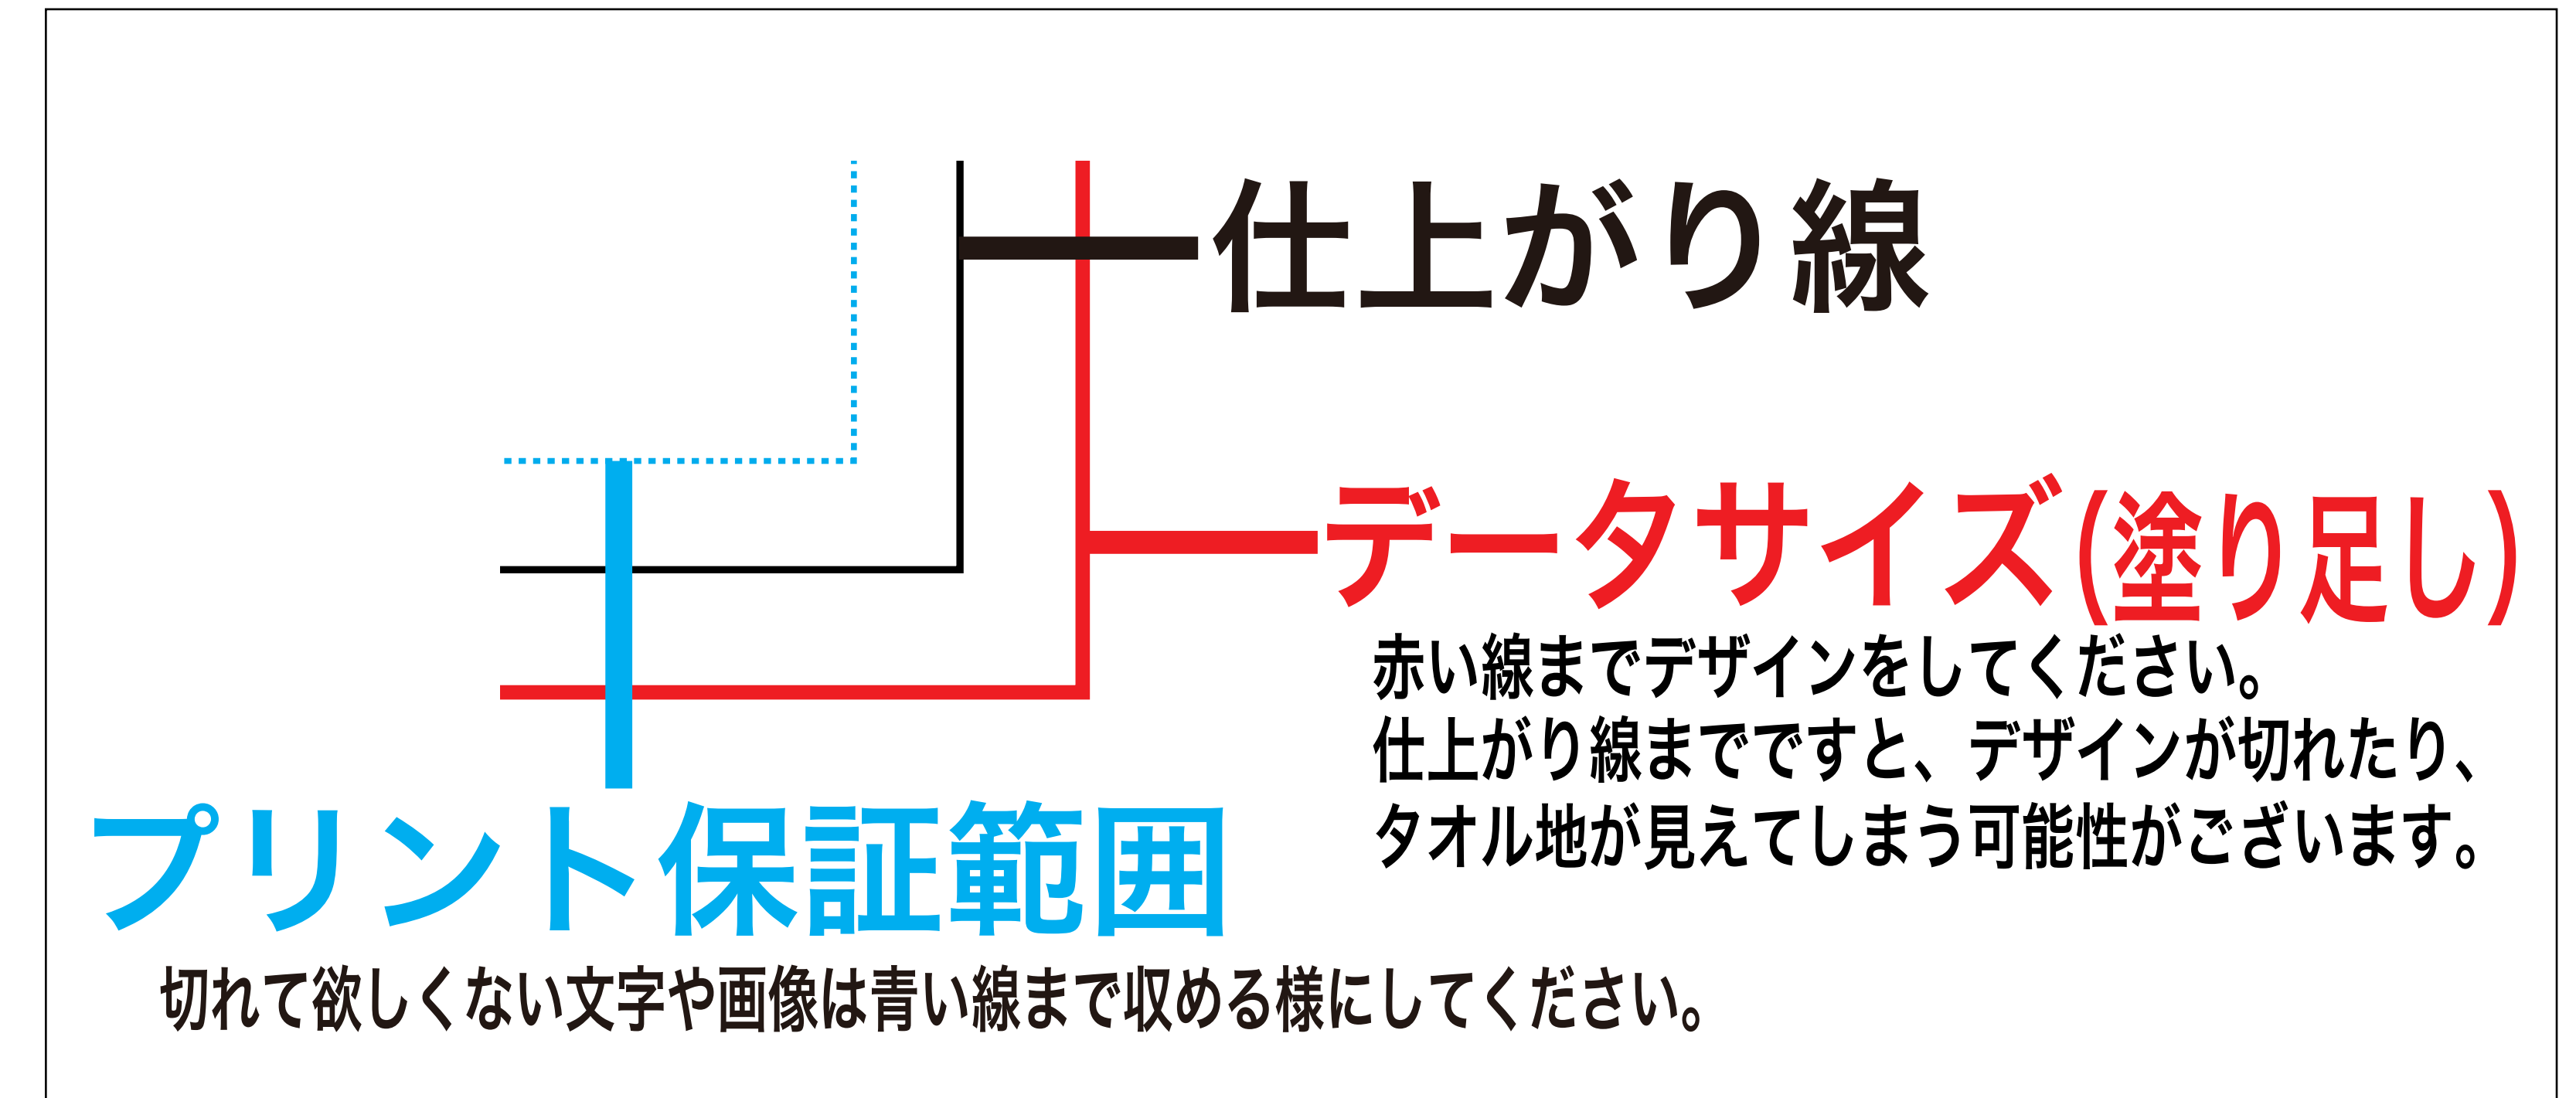 仕上がり線
データサイズ(塗り足し)
赤い線までデザインをしてください。
仕上がり線までですと、デザインが切れたり、
タオル地が見えてしまう可能性がございます。
プリント保証範囲
切れて欲しくない文字や画像は青い線まで収める様にしてください。